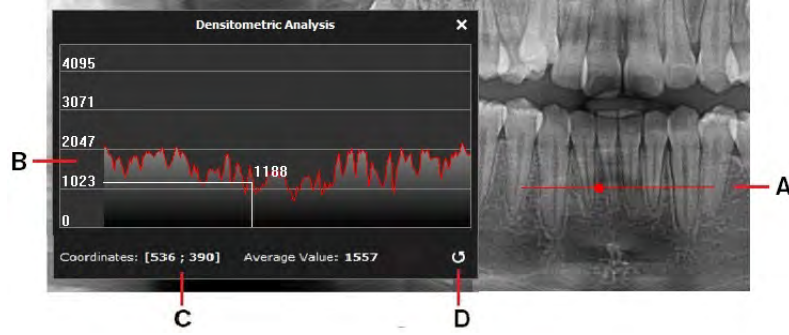 Densitometric Analysis ×
4095
3071
2047
B
1188
A
1023
0
Coordinates: [536 ; 390] Average Value: 1557
C D